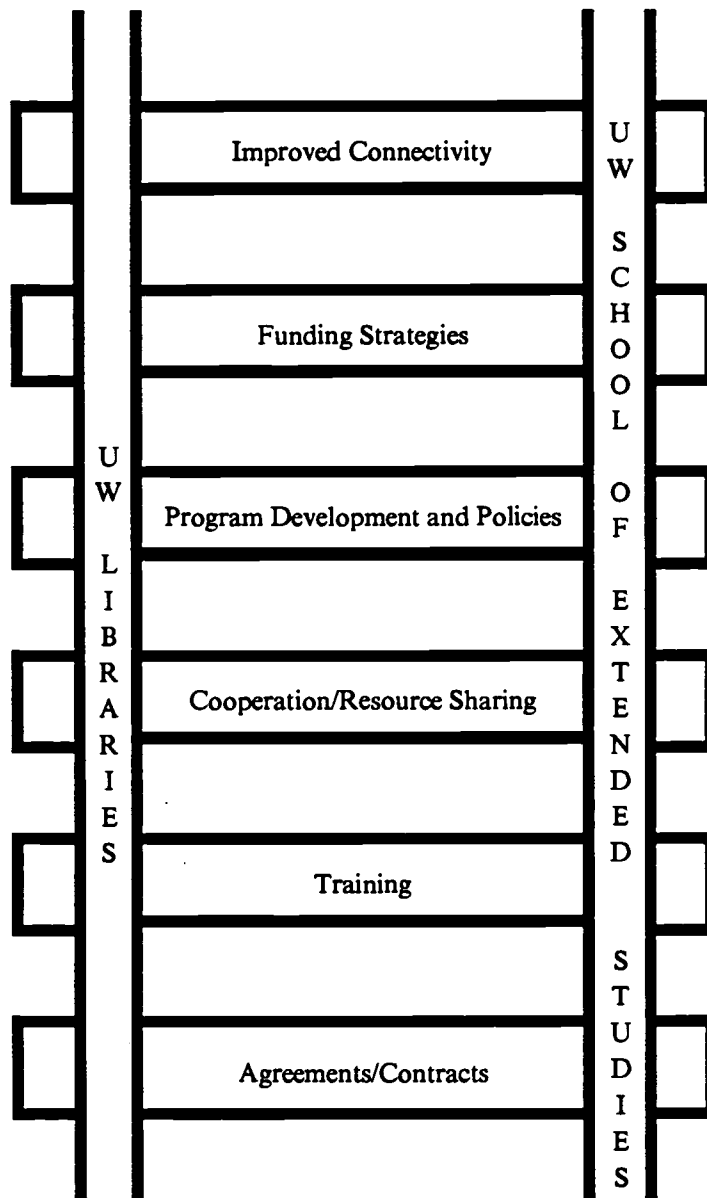 UW LIBRARIES
Improved Connectivity
Funding Strategies
Program Development and Policies
Cooperation/Resource Sharing
Training
Agreements/Contracts
UW SCHOOL OF EXTENDED STUDIES